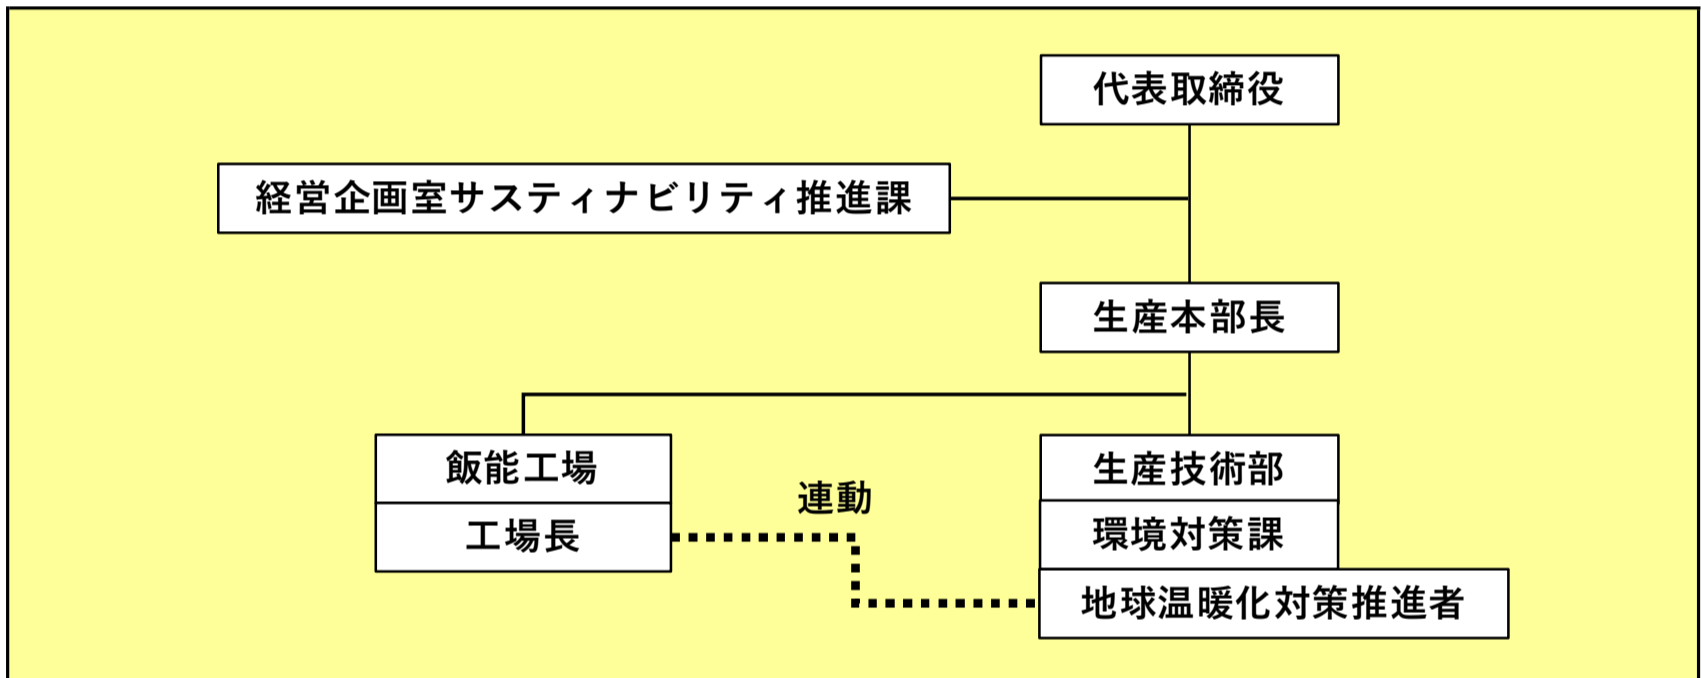 代表取締役
経営企画室サスティナビリティ推進課
生産本部長
飯能工場
工場長
連動
生産技術部
環境対策課
地球温暖化対策推進者